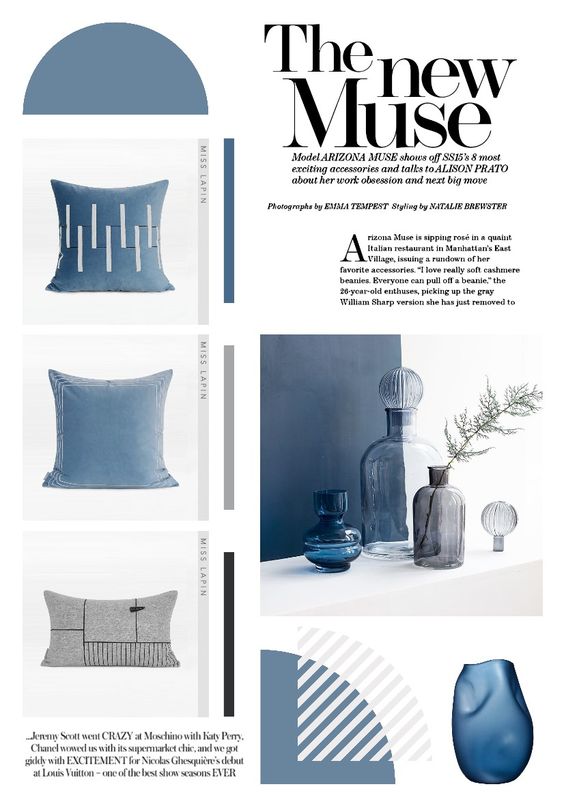 The new
Muse
Model ARIZONA MUSE shows off SS15's 8 most
exciting accessories and talks to ALISON PRATO
about her work obsession and next big move
Photographs by EMMA TEMPEST Styling by NATALIE BREWSTER
Arizona Muse is sipping rosé in a quaint
Italian restaurant in Manhattan's East
Village, issuing a rundown of her
favorite accessories. "I love really soft cashmere
beanies. Everyone can pull off a beanie," the
26-year-old enthuses, picking up the gray
William Sharp version she has just removed to
MISS LAPIN
MISS LAPIN
MISS LAPIN
...Jeremy Scott went CRAZY at Moschino with Katy Perry,
Chanel wowed us with its supermarket chic, and we got
giddy with EXCITEMENT for Nicolas Ghesquière's debut
at Louis Vuitton – one of the best show seasons EVER